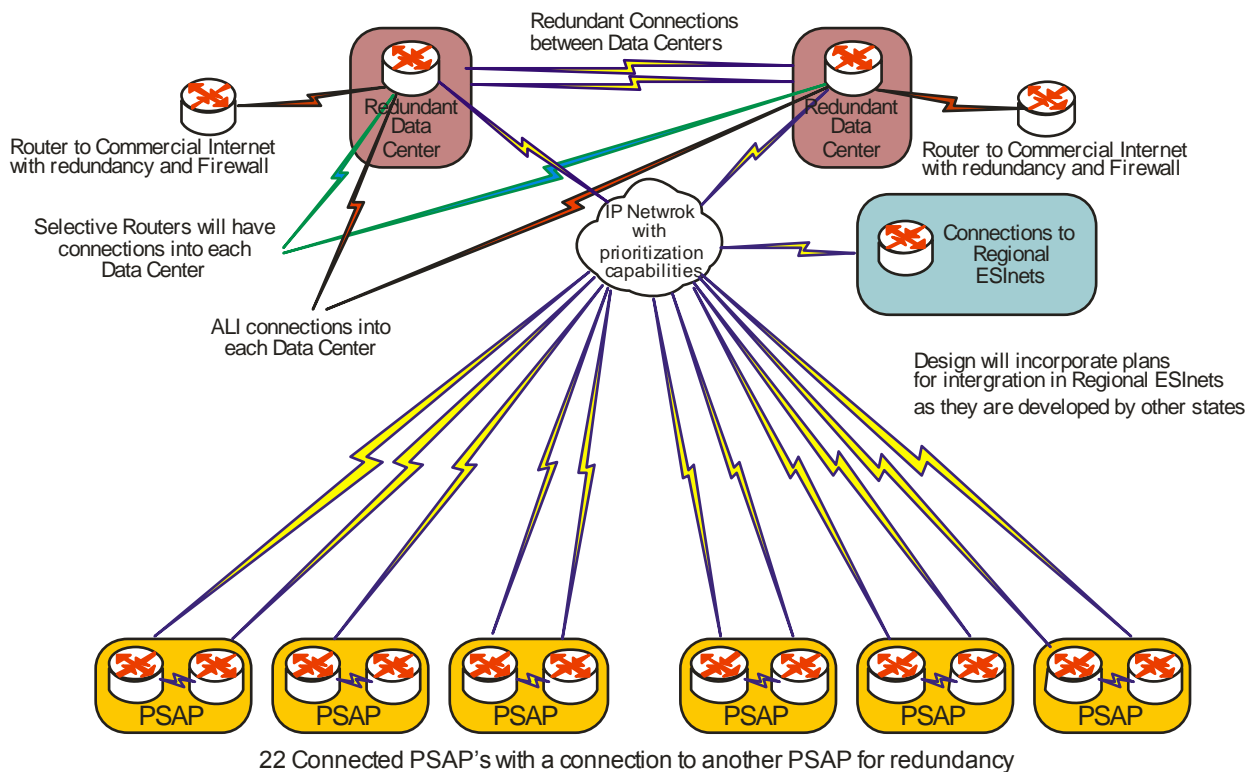 Redundant Connections
between Data Centers
Redundant
Data
Center
Redundant
Data
Center
Router to Commercial Internet
with redundancy and Firewall
Router to Commercial Internet
with redundancy and Firewall
Selective Routers will have
connections into each
Data Center
IP Netwrok
with
prioritization
capabilities
Connections to
Regional
ESInets
ALI connections into
each Data Center
Design will incorporate plans
for intergration in Regional ESInets
as they are developed by other states
PSAP
PSAP
PSAP
PSAP
PSAP
PSAP
22 Connected PSAP's with a connection to another PSAP for redundancy